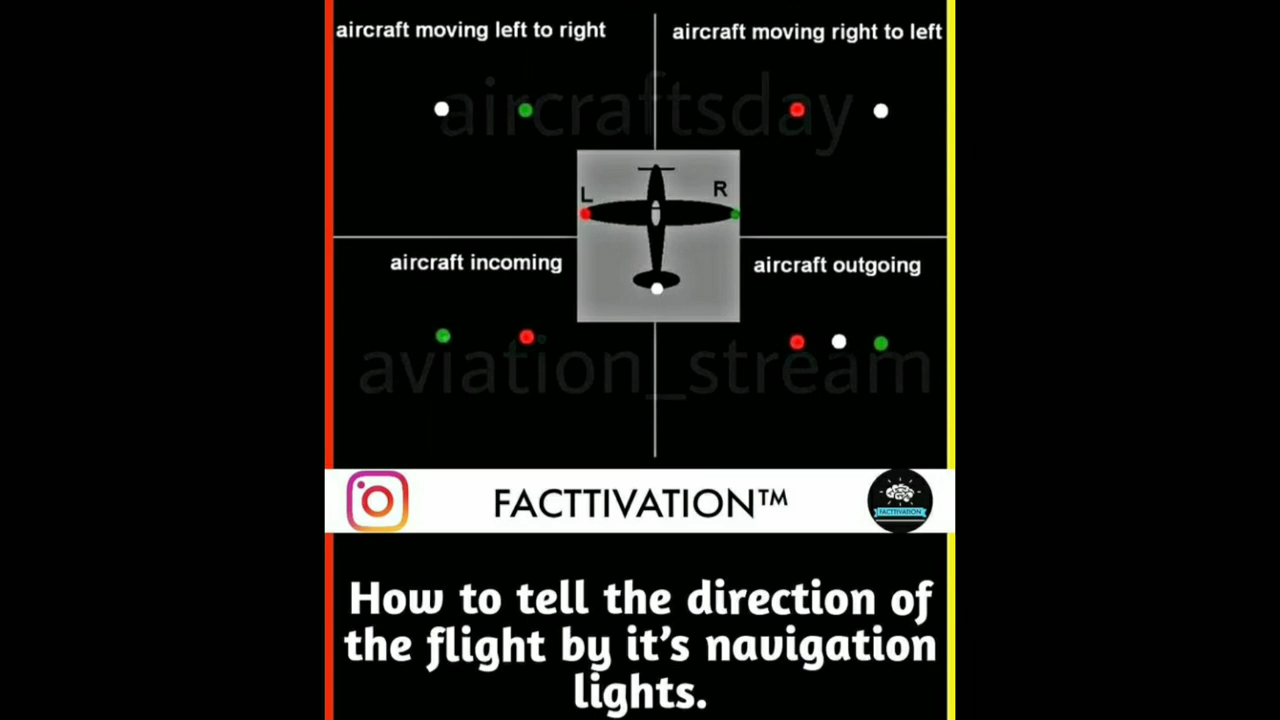 aircraft moving left to right
aircraft moving right to left
aircraftsday
L
R
aircraft incoming
aircraft outgoing
aviation_stream
FACTTIVATION™
FACTTIVATION
How to tell the direction of
the flight by it's navigation
lights.